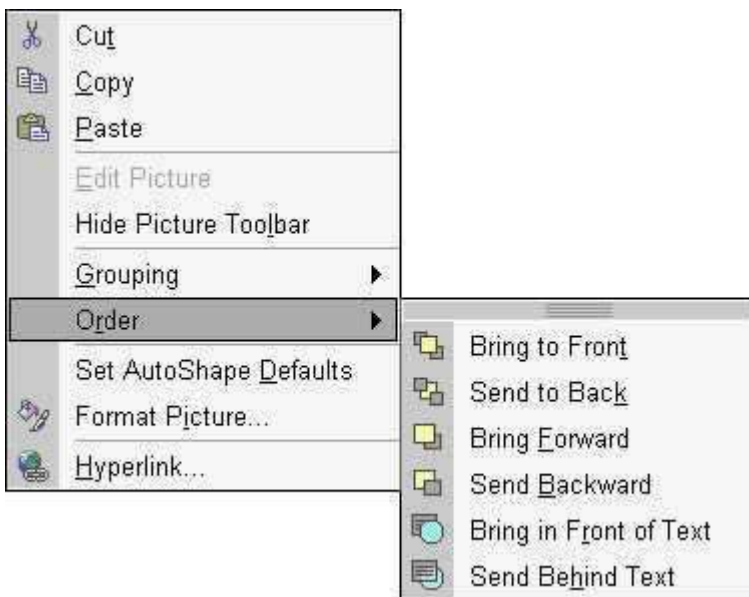 Cut
Copy
Paste
Edit Picture
Hide Picture Toolbar
Grouping
Order
Set AutoShape Defaults
Format Picture...
Hyperlink...
Bring to Front
Send to Back
Bring Forward
Send Backward
Bring in Front of Text
Send Behind Text